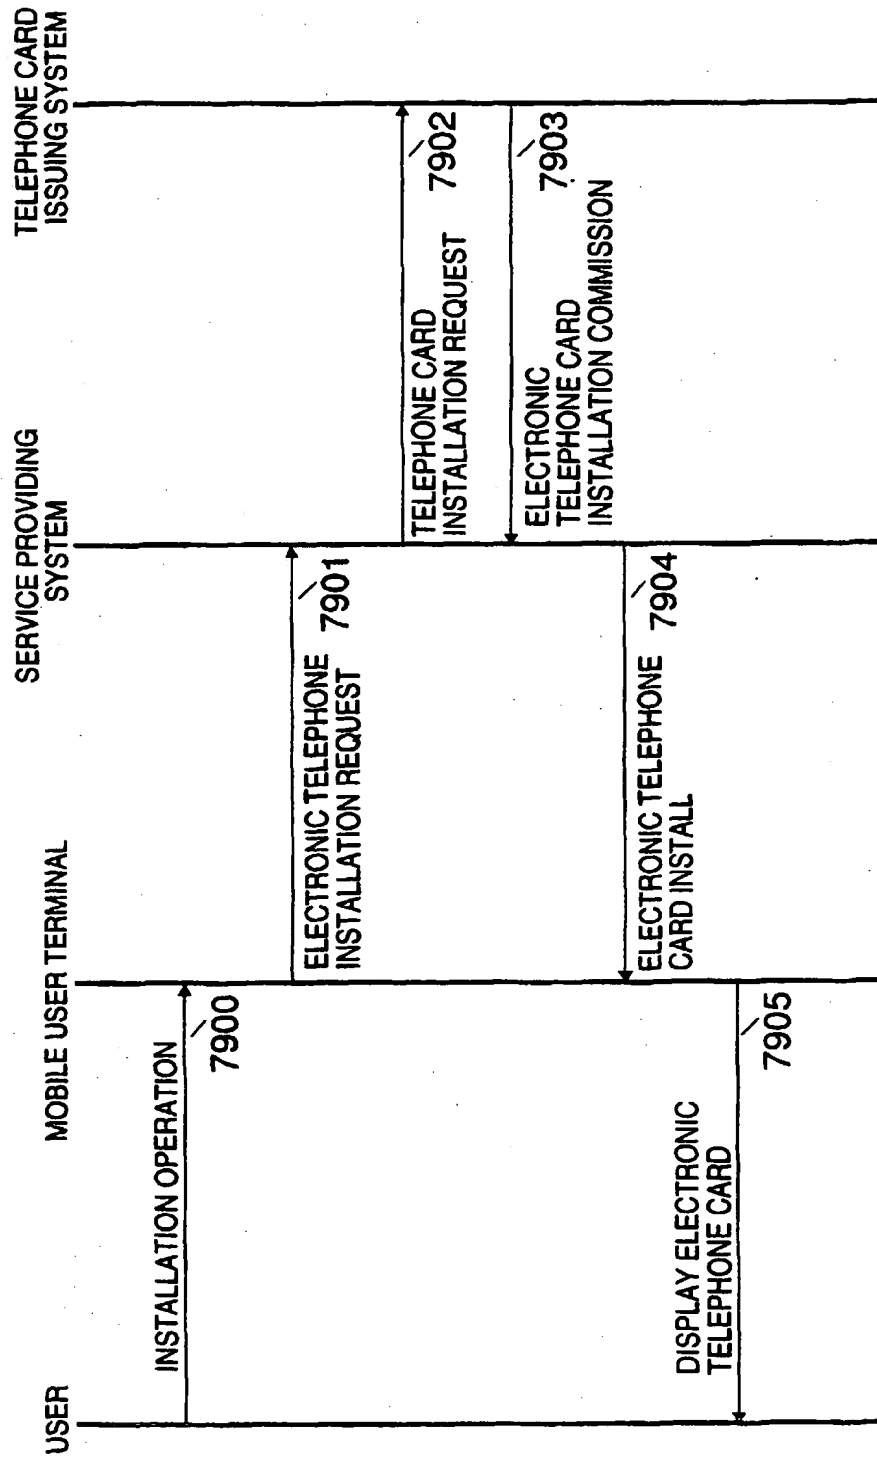 USER
MOBILE USER TERMINAL
SERVICE PROVIDING
SYSTEM
TELEPHONE CARD
ISSUING SYSTEM
INSTALLATION OPERATION
7900
ELECTRONIC TELEPHONE
INSTALLATION REQUEST 7901
TELEPHONE CARD
INSTALLATION REQUEST 7902
ELECTRONIC
TELEPHONE CARD 7903
INSTALLATION COMMISSION
ELECTRONIC TELEPHONE 7904
CARD INSTALL
DISPLAY ELECTRONIC
TELEPHONE CARD
7905